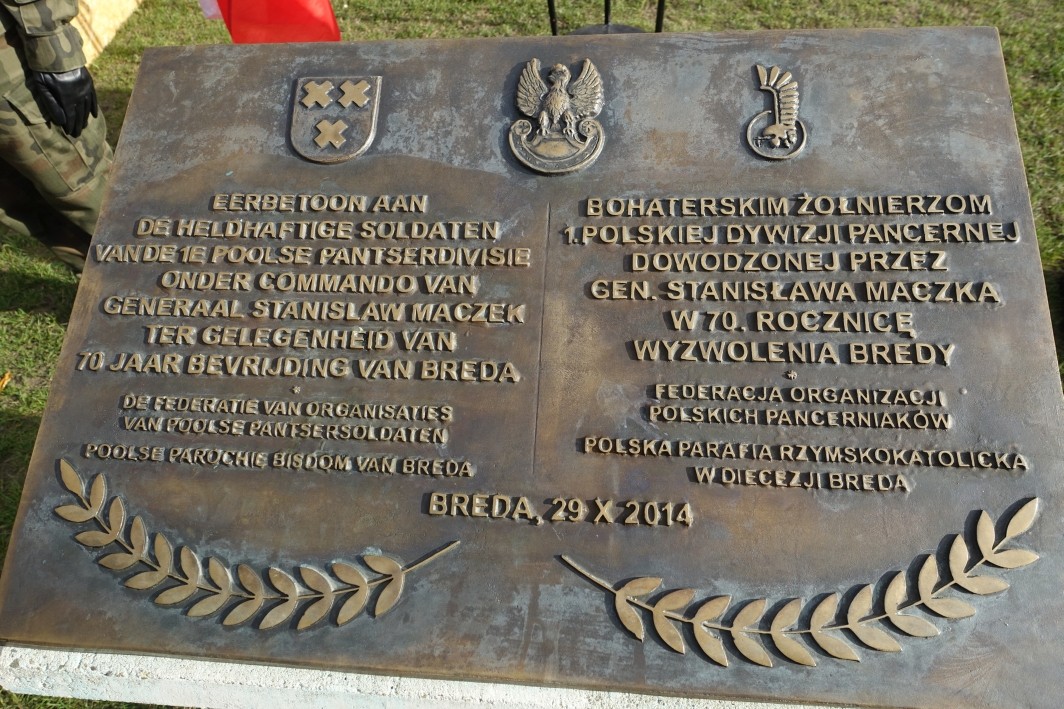 EERBETOON AAN
DE HELDHAFTIGE SOLDATEN
VAN DE 1E POOLSE PANTSERDIVISIE
ONDER COMMANDO VAN
GENERAAL STANISLAW MACZEK
TER GELEGENHEID VAN
70 JAAR BEVRIJDING VAN BREDA
*
DE FEDERATIE VAN ORGANISATIES
VAN POOLSE PANTSERSOLDATEN
POOLSE PAROCHIE BISDOM VAN BREDA
BOHATERSKIM ŻOŁNIERZOM
1.POLSKIEJ DYWIZJI PANCERNEJ
DOWODZONEJ PRZEZ
GEN. STANISŁAWA MACZKA
W 70. ROCZNICĘ
WYZWOLENIA BREDY
*
FEDERACJA ORGANIZACJI
POLSKICH PANCERNIAKÓW
POLSKA PARAFIA RZYMSKOKATOLICKA
W DIECEZJI BREDA
BREDA, 29 X 2014